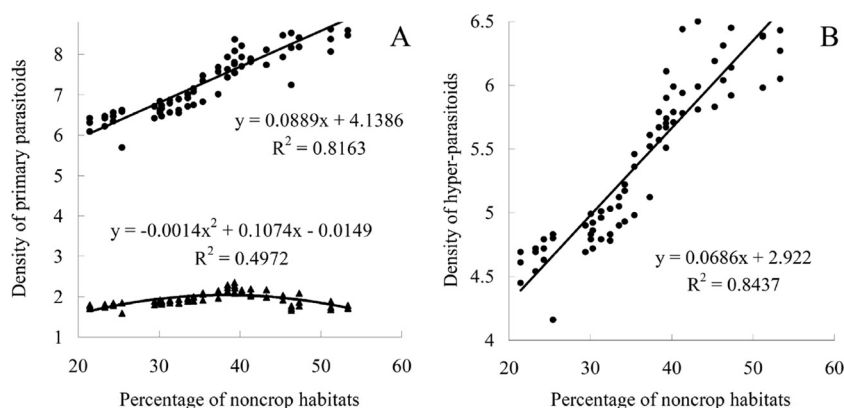 A
Density of primary parasitoids
8
7
6
5
4
3
2
1
y = 0.0889x + 4.1386
R² = 0.8163
y = -0.0014x² + 0.1074x - 0.0149
R² = 0.4972
20 30 40 50 60
Percentage of noncrop habitats
B
Density of hyper-parasitoids
6.5
6
5.5
5
4.5
4
y = 0.0686x + 2.922
R² = 0.8437
20 30 40 50 60
Percentage of noncrop habitats